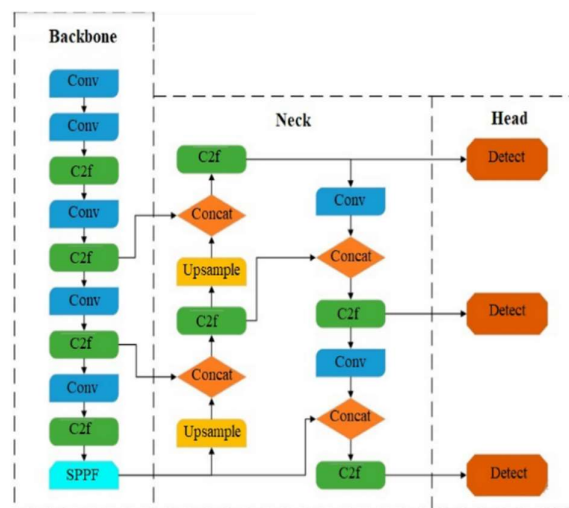 Backbone
Conv
Conv
C2f
Conv
C2f
Conv
C2f
Conv
C2f
SPPF
Neck
C2f
Concat
Upsample
C2f
Concat
Upsample
Conv
Concat
C2f
Conv
Concat
C2f
Head
Detect
Detect
Detect